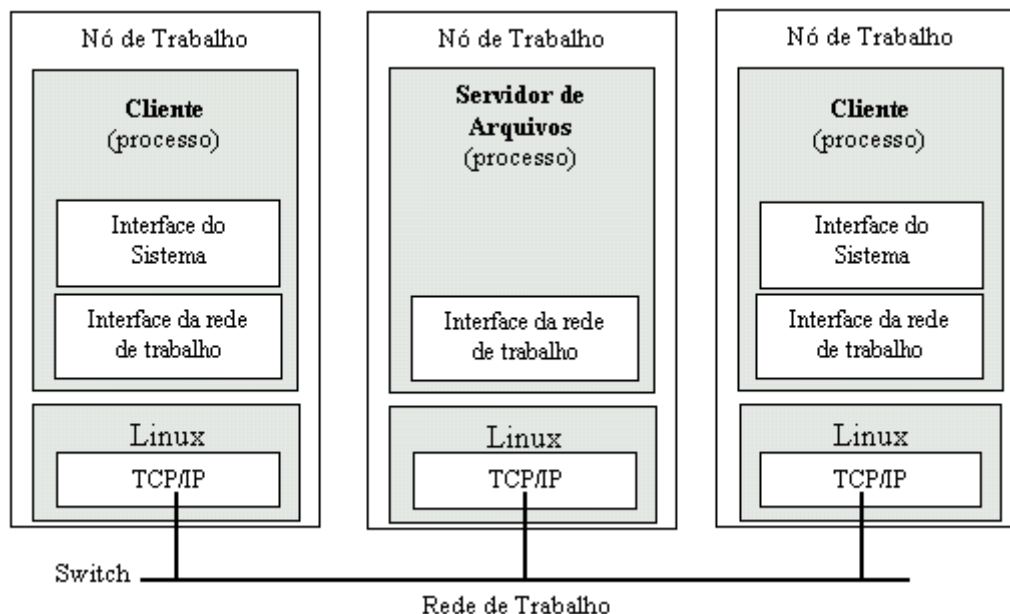 Nó de Trabalho
Cliente
(processo)
Interface do
Sistema
Interface da rede
de trabalho
Linux
TCP/IP
Nó de Trabalho
Servidor de
Arquivos
(processo)
Interface da rede
de trabalho
Linux
TCP/IP
Nó de Trabalho
Cliente
(processo)
Interface do
Sistema
Interface da rede
de trabalho
Linux
TCP/IP
Switch
Rede de Trabalho